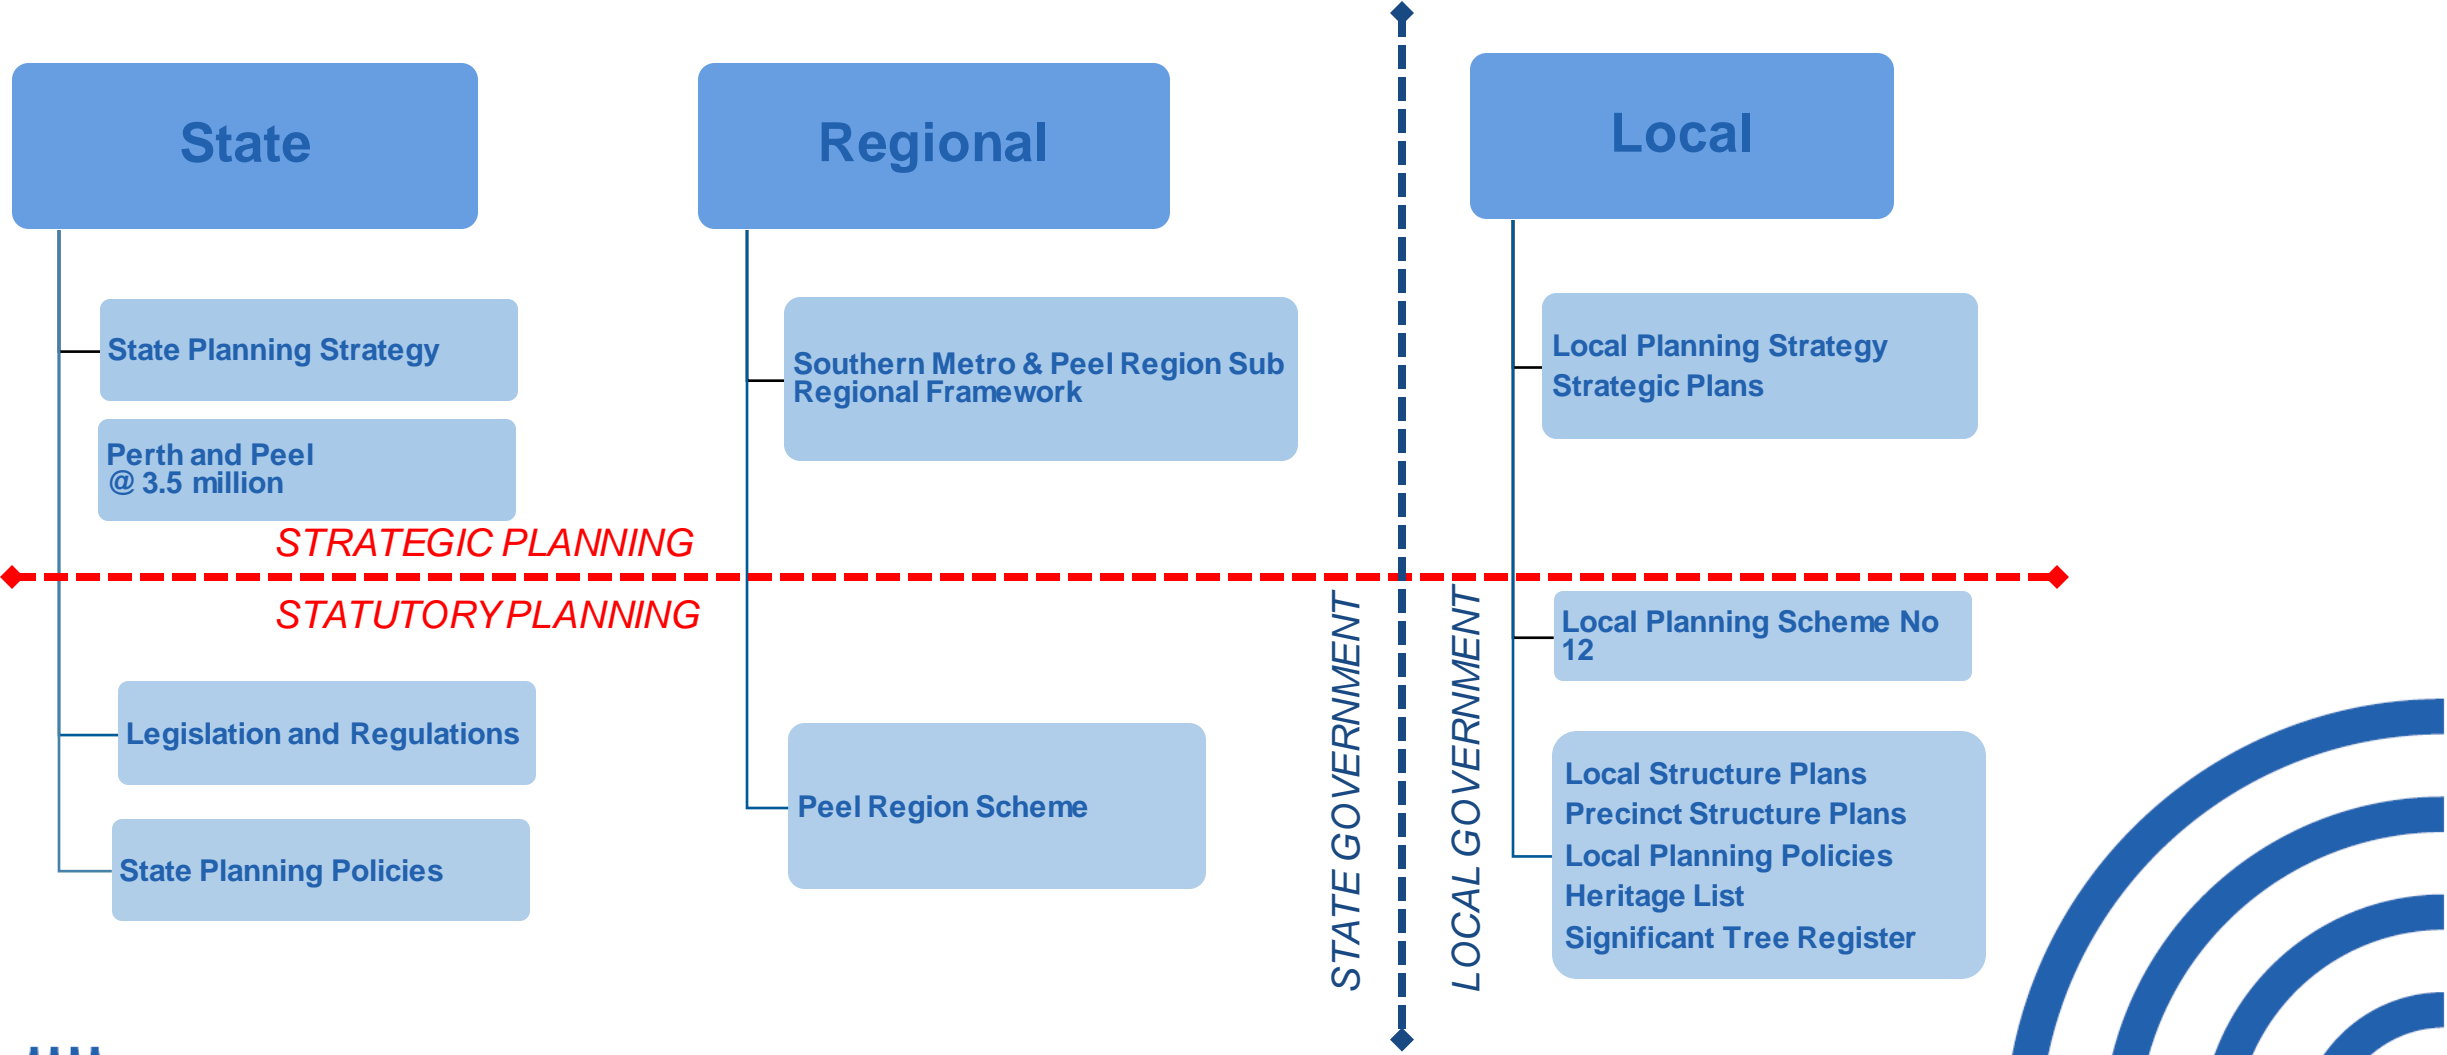 State
Regional
Local
State Planning Strategy
Perth and Peel
@ 3.5 million
Southern Metro & Peel Region Sub
Regional Framework
Local Planning Strategy
Strategic Plans
STRATEGIC PLANNING
STATUTORY PLANNING
STATE GOVERNMENT
LOCAL GOVERNMENT
Legislation and Regulations
State Planning Policies
Peel Region Scheme
Local Planning Scheme No
12
Local Structure Plans
Precinct Structure Plans
Local Planning Policies
Heritage List
Significant Tree Register